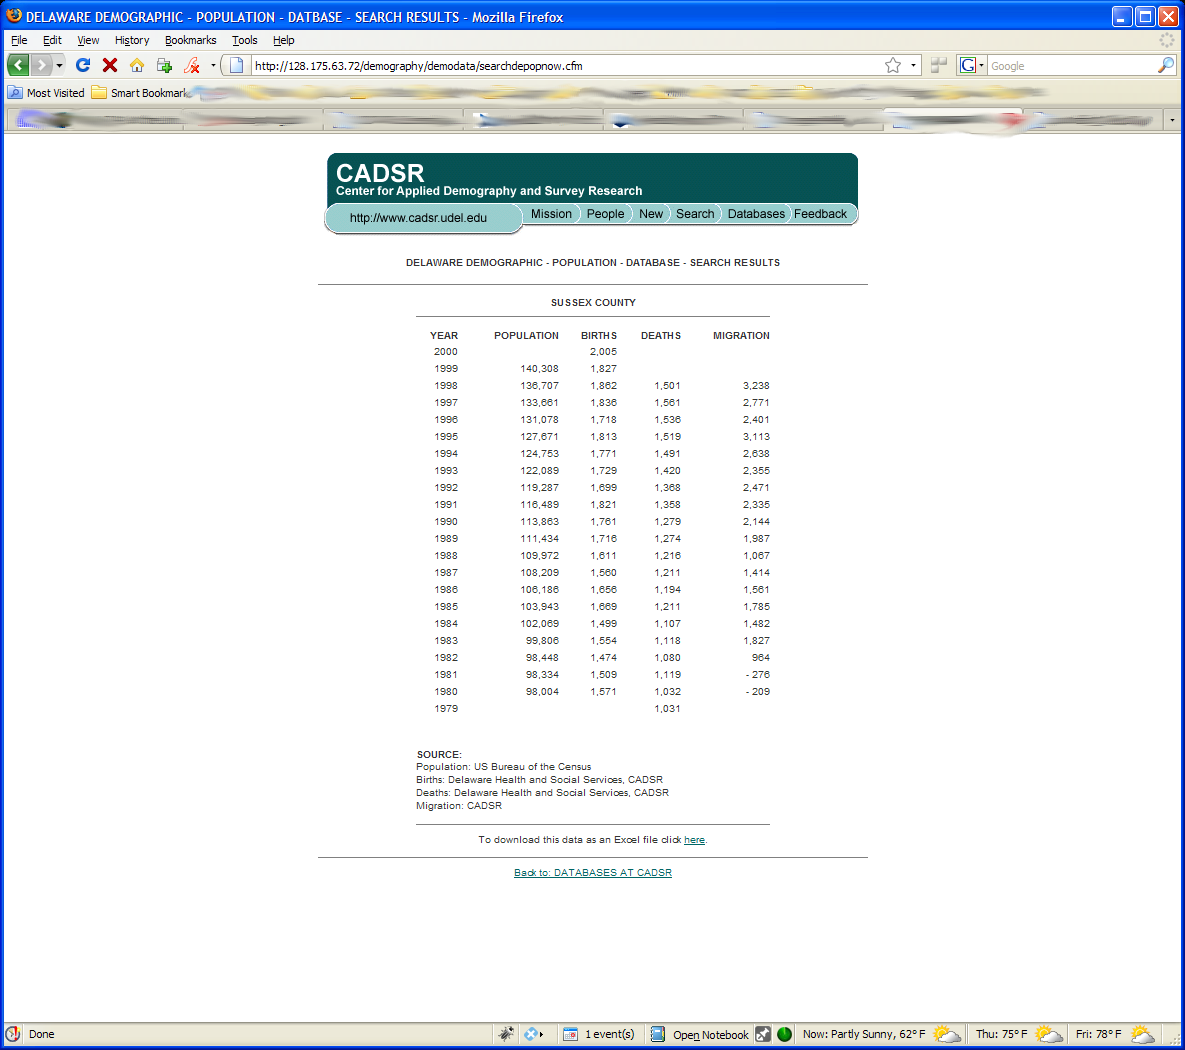 DELAWARE DEMOGRAPHIC - POPULATION - DATBASE - SEARCH RESULTS - Mozilla Firefox
File Edit View History Bookmarks Tools Help
http://128.175.63.72/demography/demodata/searchdepopnow.cfm G Google
Most Visited Smart Bookmark
CADSR
Center for Applied Demography and Survey Research
http://www.cadsr.udel.edu Mission People New Search Databases Feedback
DELAWARE DEMOGRAPHIC - POPULATION - DATABASE - SEARCH RESULTS
SUSSEX COUNTY
YEAR POPULATION BIRTHS DEATHS MIGRATION
2000 2,005
1999 140,308 1,827
1998 136,707 1,862 1,501 3,238
1997 133,661 1,836 1,561 2,771
1996 131,078 1,718 1,536 2,401
1995 127,671 1,813 1,519 3,113
1994 124,753 1,771 1,491 2,638
1993 122,089 1,729 1,420 2,355
1992 119,287 1,699 1,368 2,471
1991 116,489 1,821 1,358 2,335
1990 113,863 1,761 1,279 2,144
1989 111,434 1,716 1,274 1,987
1988 109,972 1,611 1,216 1,067
1987 108,209 1,560 1,211 1,414
1986 106,186 1,656 1,194 1,561
1985 103,943 1,669 1,211 1,785
1984 102,069 1,499 1,107 1,482
1983 99,806 1,554 1,118 1,827
1982 98,448 1,474 1,080 964
1981 98,334 1,509 1,119 - 276
1980 98,004 1,571 1,032 - 209
1979 1,031
SOURCE:
Population: US Bureau of the Census
Births: Delaware Health and Social Services, CADSR
Deaths: Delaware Health and Social Services, CADSR
Migration: CADSR
To download this data as an Excel file click here.
Back to: DATABASES AT CADSR
Done 1 event(s) Open Notebook Now: Partly Sunny, 62° F Thu: 75° F Fri: 78° F